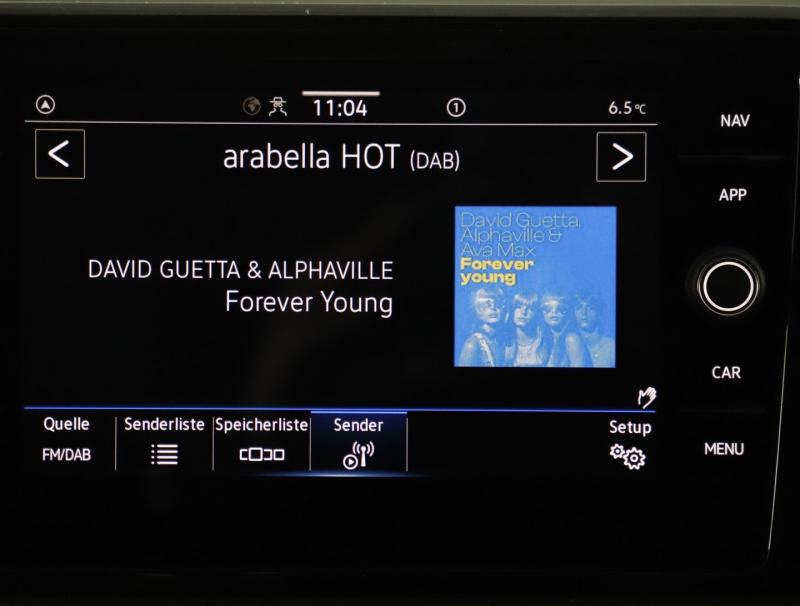 11:04
1
6.5°C
NAV
<
arabella HOT (DAB)
>
APP
David Guetta,
Alphaville &
Ava Max
Forever
young
DAVID GUETTA & ALPHAVILLE
Forever Young
CAR
Quelle
FM/DAB
Senderliste
Speicherliste
Sender
Setup
MENU